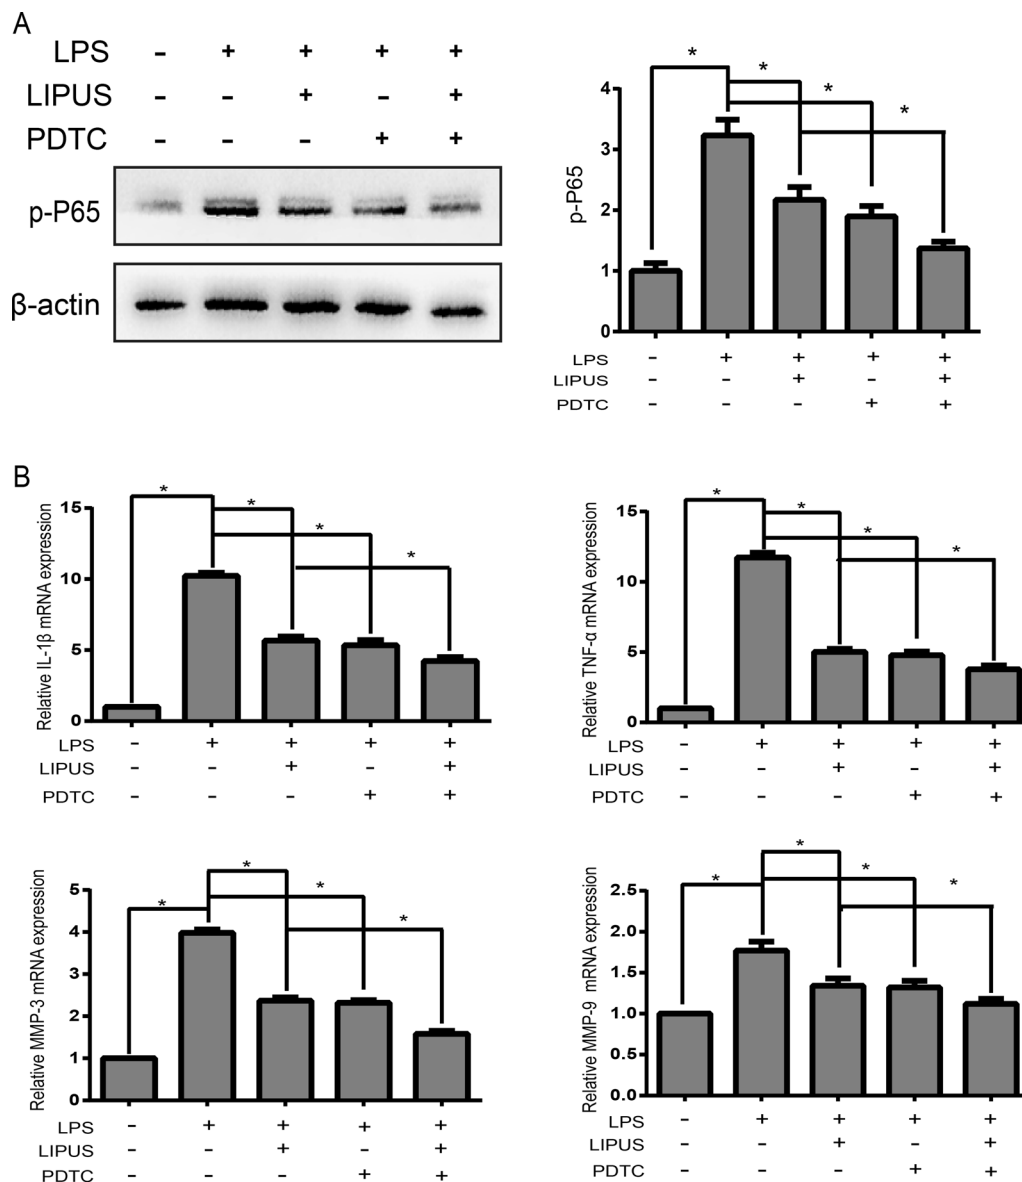 A
LPS - + + + +
LIPUS - - + - +
PDTC - - - + +
p-P65
β-actin
* * * *
p-P65
4
3
2
1
0
LPS - + + + +
LIPUS - - + - +
PDTC - - - + +
B
* * * *
Relative IL-1β mRNA expression
15
10
5
0
LPS - + + + +
LIPUS - - + - +
PDTC - - - + +
* * * *
Relative TNF-α mRNA expression
15
10
5
0
LPS - + + + +
LIPUS - - + - +
PDTC - - - + +
* * * *
Relative MMP-3 mRNA expression
5
4
3
2
1
0
LPS - + + + +
LIPUS - - + - +
PDTC - - - + +
* * * *
Relative MMP-9 mRNA expression
2.5
2.0
1.5
1.0
0.5
0.0
LPS - + + + +
LIPUS - - + - +
PDTC - - - + +